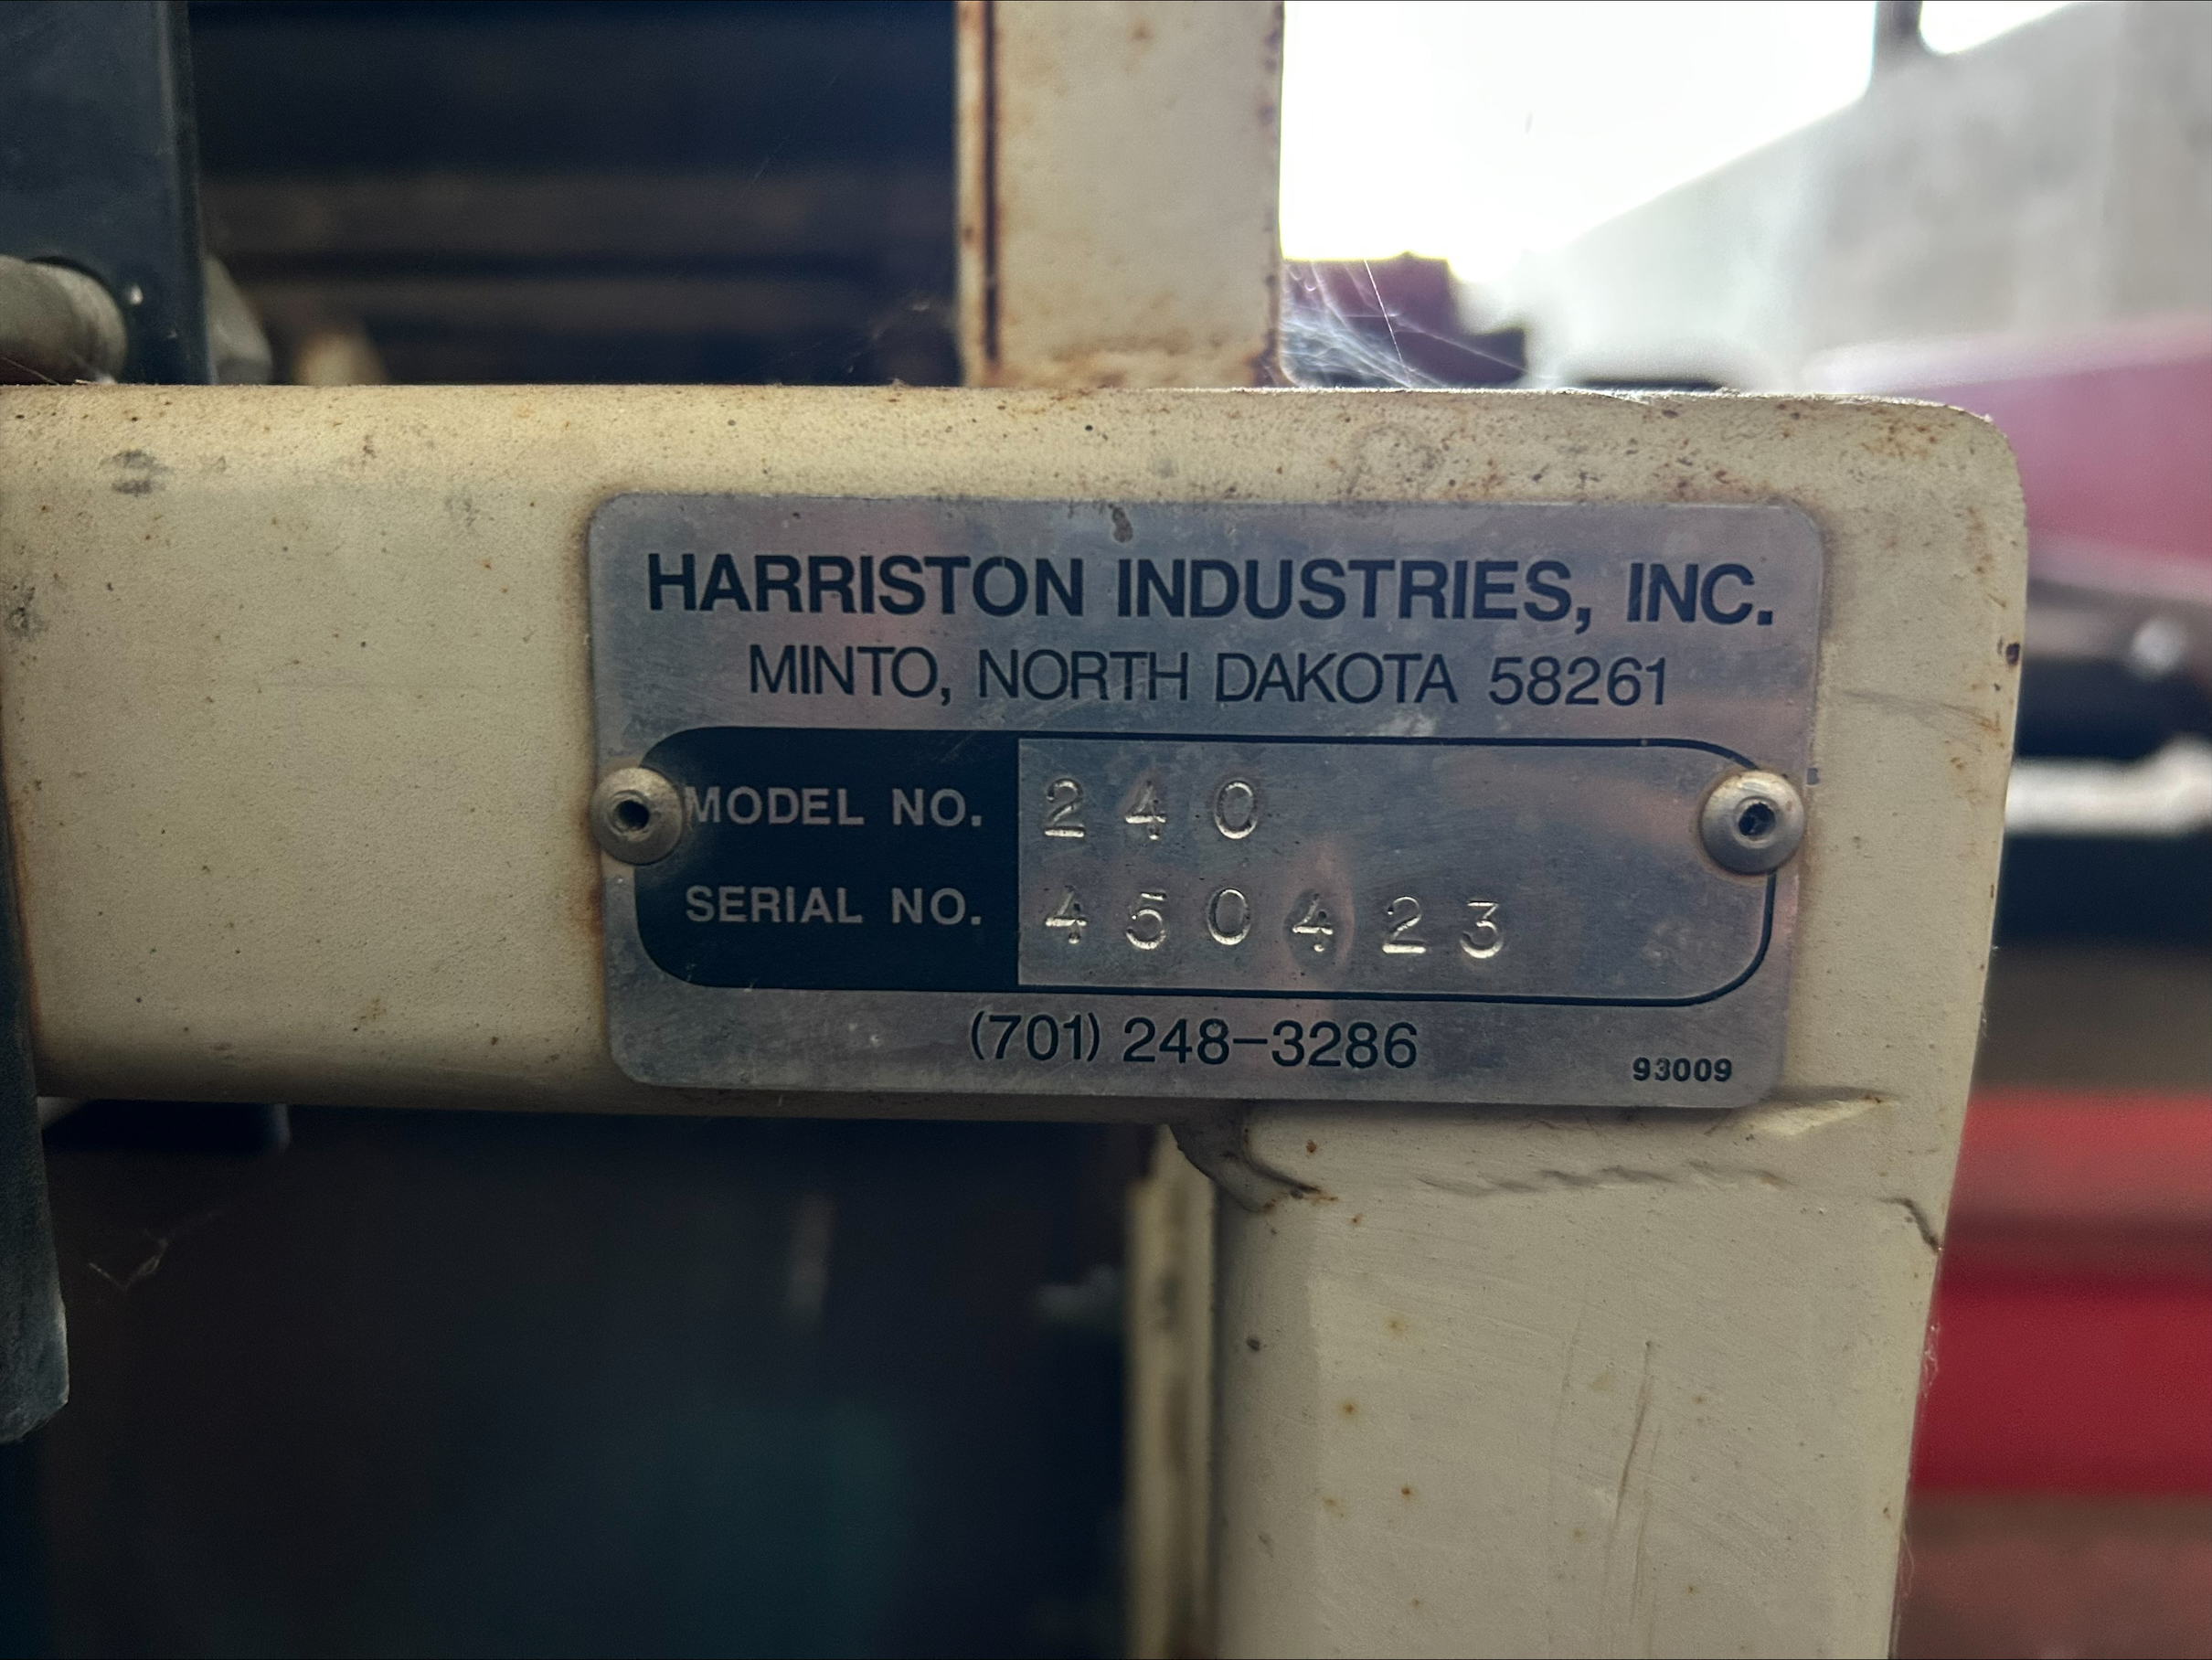 HARRISTON INDUSTRIES, INC.
MINTO, NORTH DAKOTA 58261
MODEL NO. 240
SERIAL NO. 450423
(701) 248-3286
93009